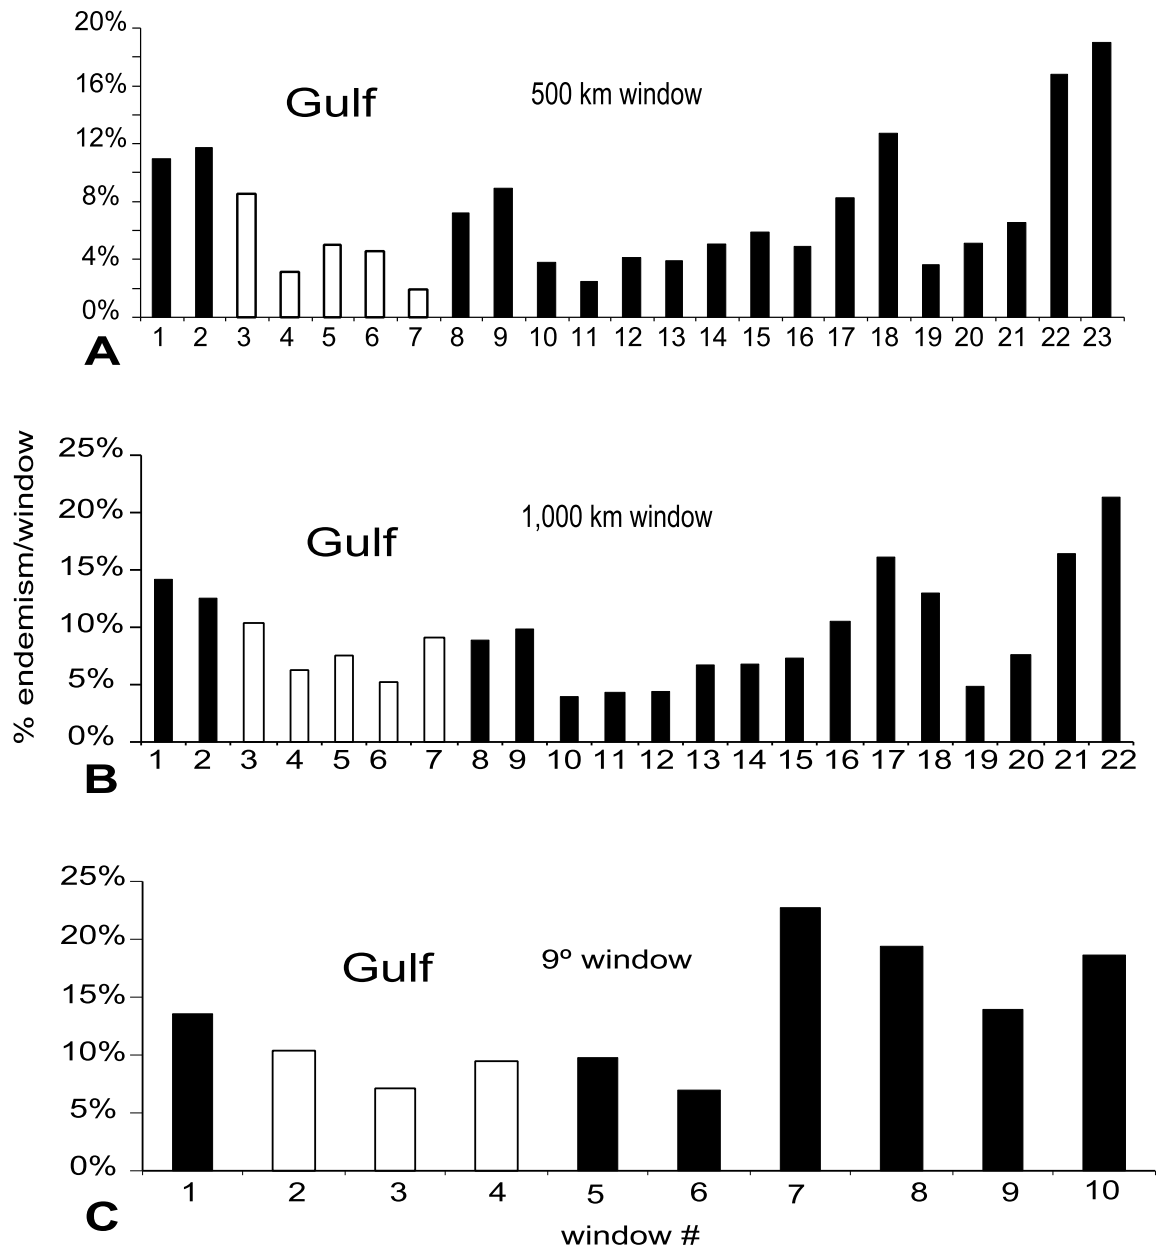 20%
16%
12%
8%
4%
0%
Gulf
500 km window
1 2 3 4 5 6 7 8 9 10 11 12 13 14 15 16 17 18 19 20 21 22 23
A
% endemism/window
25%
20%
15%
10%
5%
0%
Gulf
1,000 km window
1 2 3 4 5 6 7 8 9 10 11 12 13 14 15 16 17 18 19 20 21 22
B
25%
20%
15%
10%
5%
0%
Gulf
9º window
1 2 3 4 5 6 7 8 9 10
C
window #